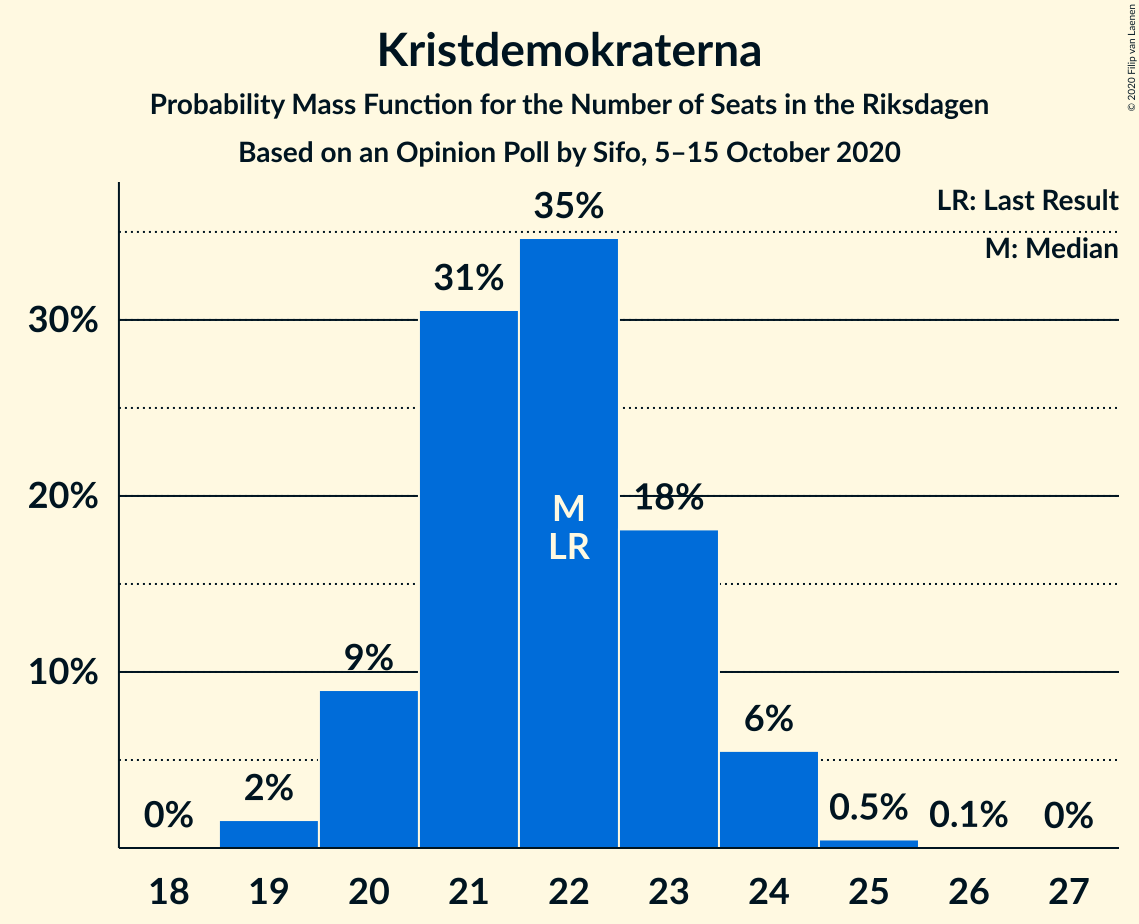 Kristdemokraterna
Probability Mass Function for the Number of Seats in the Riksdagen
Based on an Opinion Poll by Sifo, 5–15 October 2020
© 2020 Filip van Laenen
LR: Last Result
M: Median
35%
31%
30%
20%
18%
M
LR
10%
9%
6%
2%
0%
0.5%
0.1%
0%
18 19 20 21 22 23 24 25 26 27